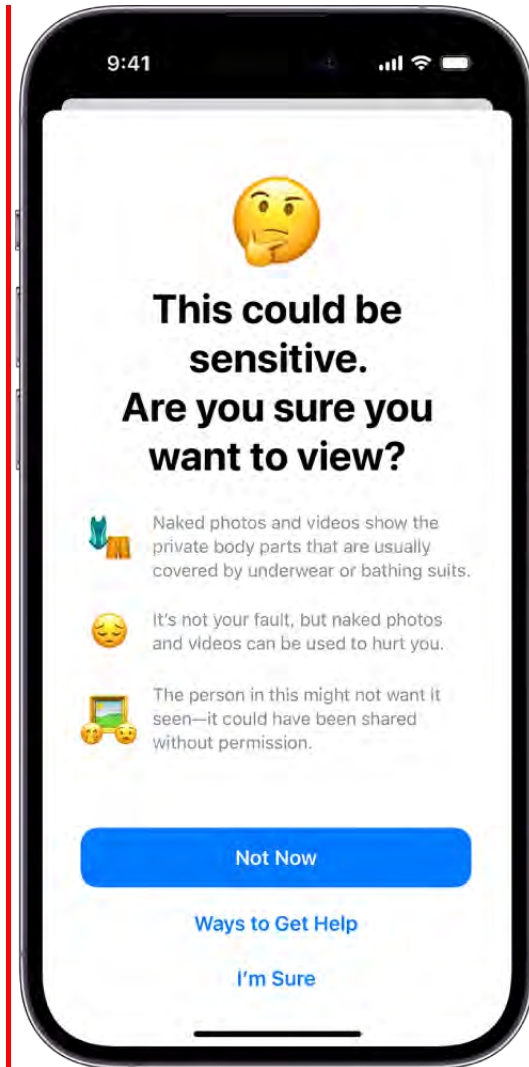 9:41
This could be
sensitive.
Are you sure you
want to view?
Naked photos and videos show the
private body parts that are usually
covered by underwear or bathing suits.
It's not your fault, but naked photos
and videos can be used to hurt you.
The person in this might not want it
seen—it could have been shared
without permission.
Not Now
Ways to Get Help
I'm Sure